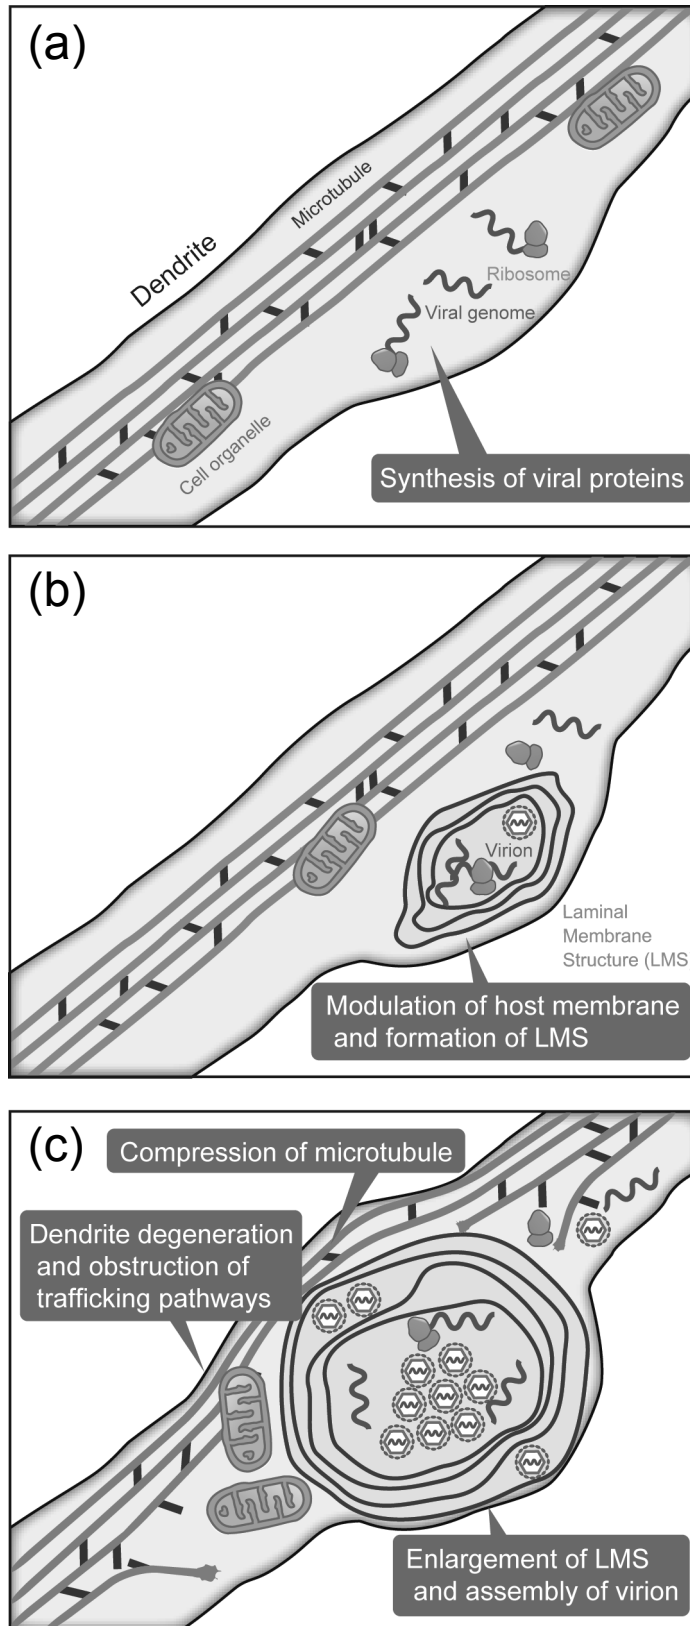 (a)
Dendrite
Microtubule
Ribosome
Viral genome
Cell organelle
Synthesis of viral proteins
(b)
Virion
Laminal
Membrane
Structure (LMS
Modulation of host membrane
and formation of LMS
(c)
Compression of microtubule
Dendrite degeneration
and obstruction of
trafficking pathways
Enlargement of LMS
and assembly of virion